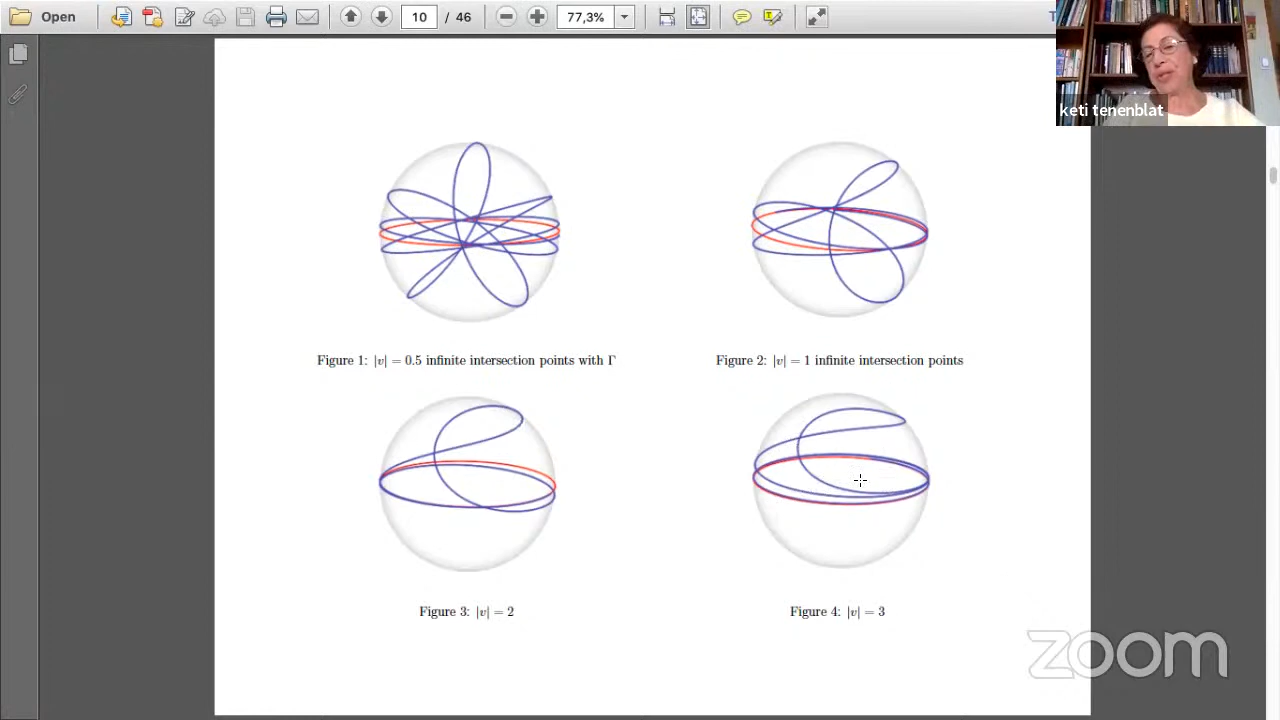 Open
10 / 46
77,3%
T
keti tenenblat
Figure 1: |v| = 0.5 infinite intersection points with Γ
Figure 2: |v| = 1 infinite intersection points
Figure 3: |v| = 2
Figure 4: |v| = 3
zoom